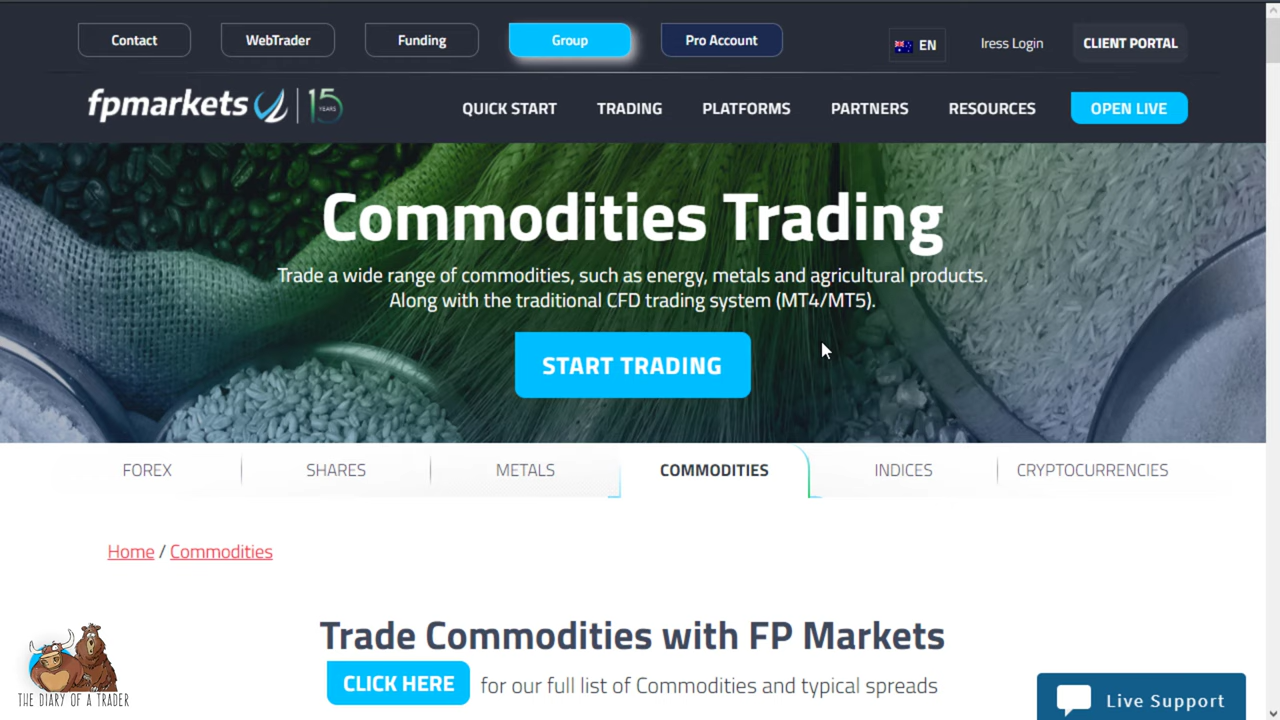 Contact WebTrader Funding Group Pro Account EN Iress Login CLIENT PORTAL
fpmarkets 15 YEARS QUICK START TRADING PLATFORMS PARTNERS RESOURCES OPEN LIVE
Commodities Trading
Trade a wide range of commodities, such as energy, metals and agricultural products.
Along with the traditional CFD trading system (MT4/MT5).
START TRADING
FOREX SHARES METALS COMMODITIES INDICES CRYPTOCURRENCIES
Home / Commodities
Trade Commodities with FP Markets
CLICK HERE for our full list of Commodities and typical spreads
THE DIARY OF A TRADER
Live Support